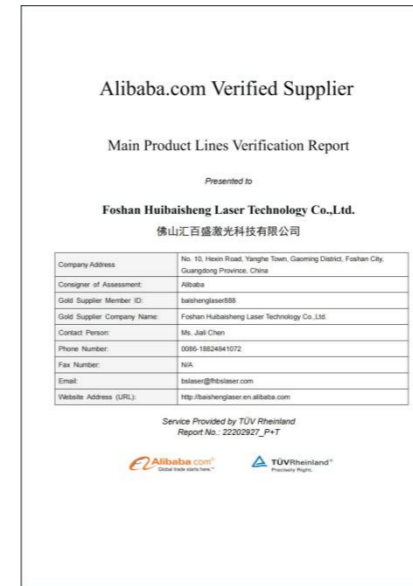 Alibaba.com Verified Supplier
Main Product Lines Verification Report
Presented to
Foshan Huibaisheng Laser Technology Co.,Ltd.
佛山汇百盛激光科技有限公司
Company Address
No. 10, Hexin Road, Yanghe Town, Gaoming District, Foshan City,
Guangdong Province, China
Consigner of Assessment: Alibaba
Gold Supplier Member ID: baishenglaser888
Gold Supplier Company Name: Foshan Huibaisheng Laser Technology Co.,Ltd.
Contact Person: Ms. Jiali Chen
Phone Number: 0086-18824841072
Fax Number: N/A
Email: bslaser@fhbslaser.com
Website Address (URL): http://baishenglaser.en.alibaba.com
Service Provided by TÜV Rheinland
Report No.: 22202927_P+T
Alibaba.com®
Global trade starts here.™
TÜVRheinland®
Precisely Right.